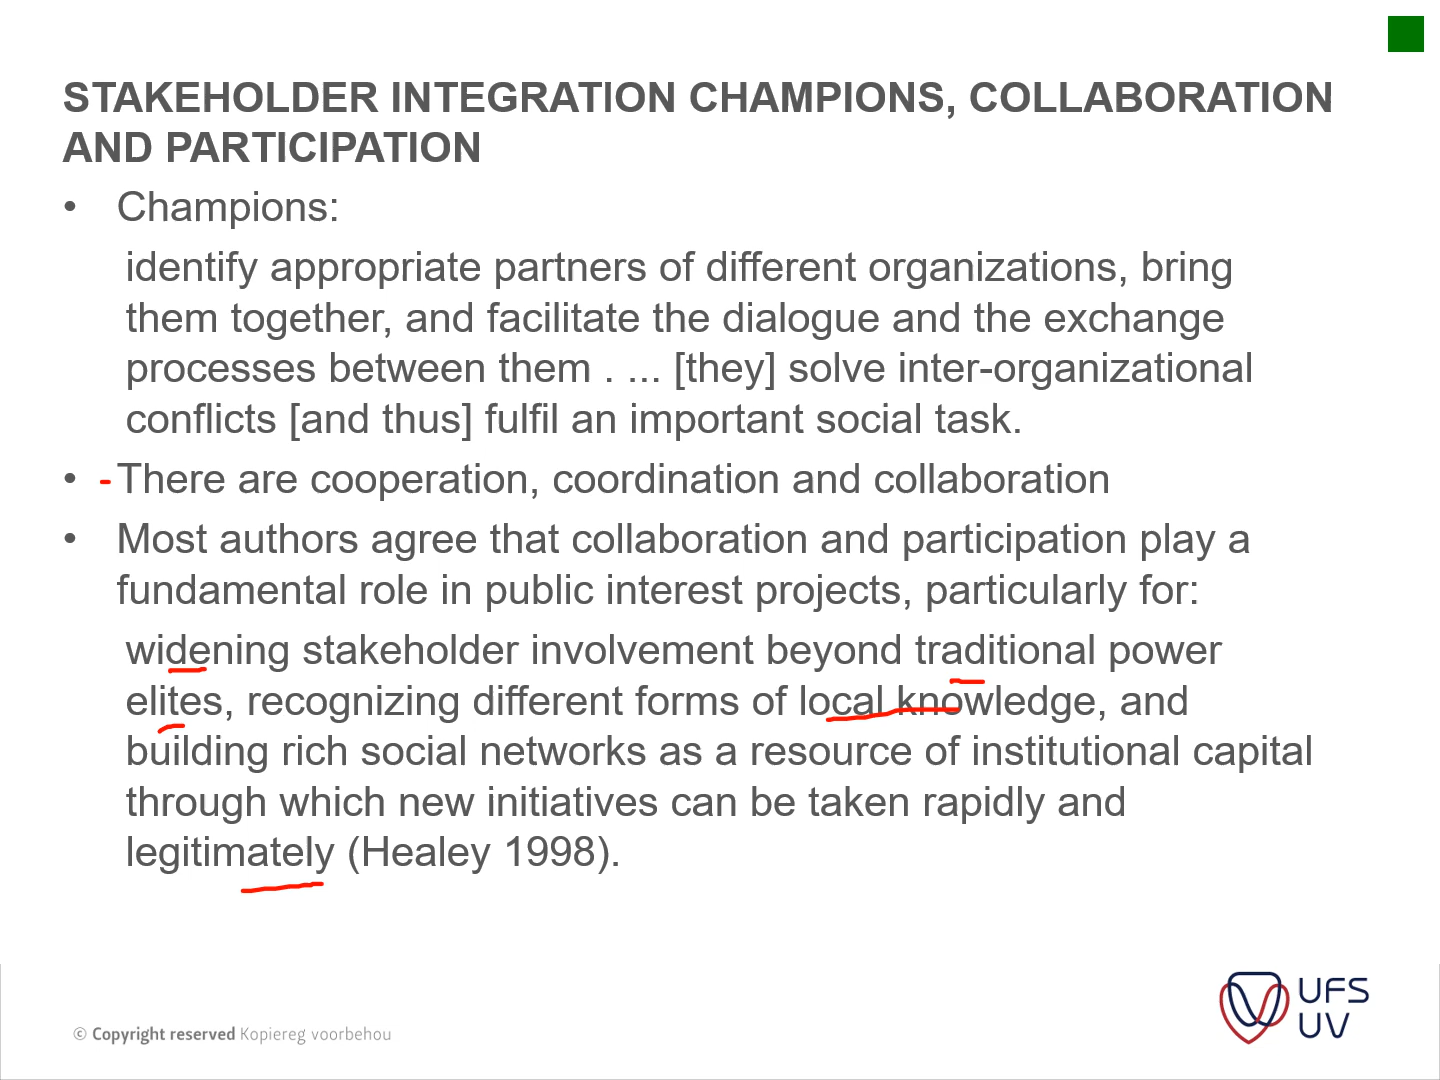 STAKEHOLDER INTEGRATION CHAMPIONS, COLLABORATION
AND PARTICIPATION
• Champions:
identify appropriate partners of different organizations, bring
them together, and facilitate the dialogue and the exchange
processes between them . ... [they] solve inter-organizational
conflicts [and thus] fulfil an important social task.
• -There are cooperation, coordination and collaboration
• Most authors agree that collaboration and participation play a
fundamental role in public interest projects, particularly for:
widening stakeholder involvement beyond traditional power
elites, recognizing different forms of local knowledge, and
building rich social networks as a resource of institutional capital
through which new initiatives can be taken rapidly and
legitimately (Healey 1998).
© Copyright reserved Kopiereg voorbehou
UFS
UV